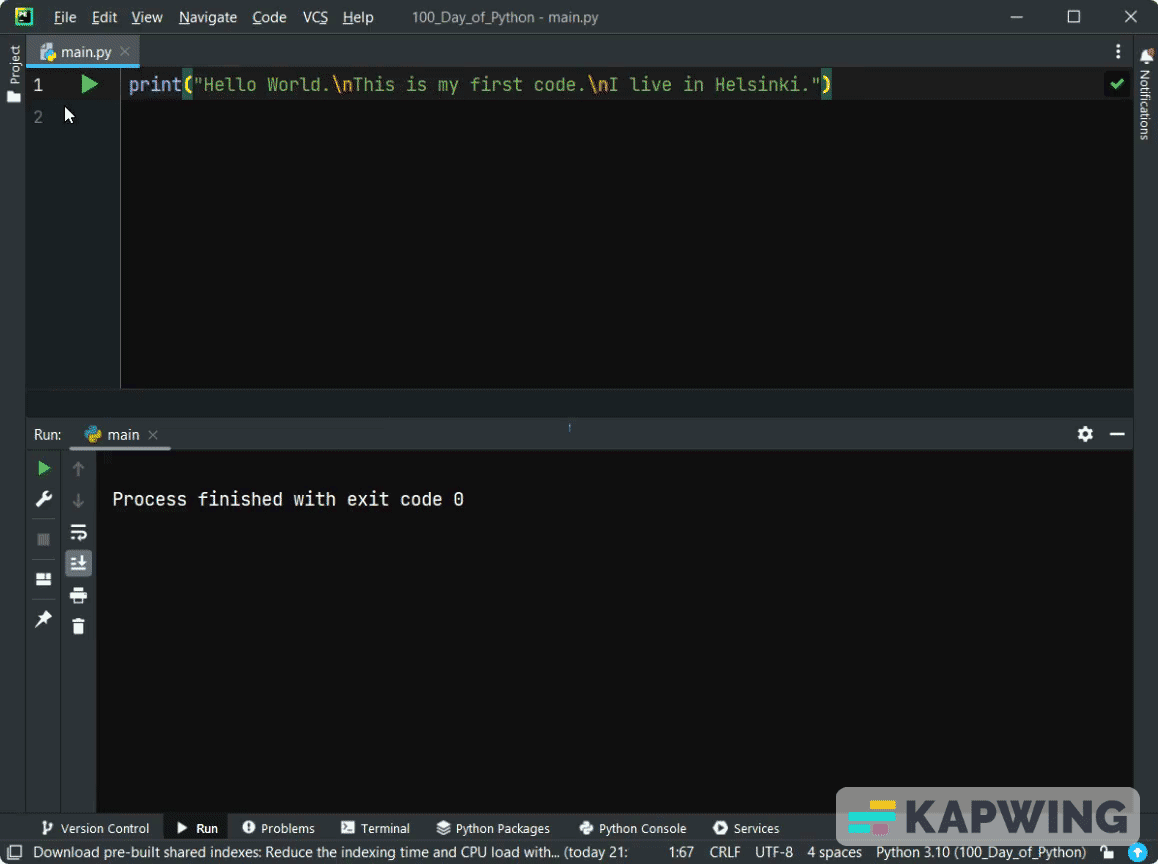 File Edit View Navigate Code VCS Help 100_Day_of_Python - main.py
Project
main.py
Notifications
1 print("Hello World.\nThis is my first code.\nI live in Helsinki.")
2
Run: main
Process finished with exit code 0
KAPWING
Version Control Run Problems Terminal Python Packages Python Console Services
Download pre-built shared indexes: Reduce the indexing time and CPU load with... (today 21: 1:67 CRLF UTF-8 4 spaces Python 3.10 (100_Day_of_Python)